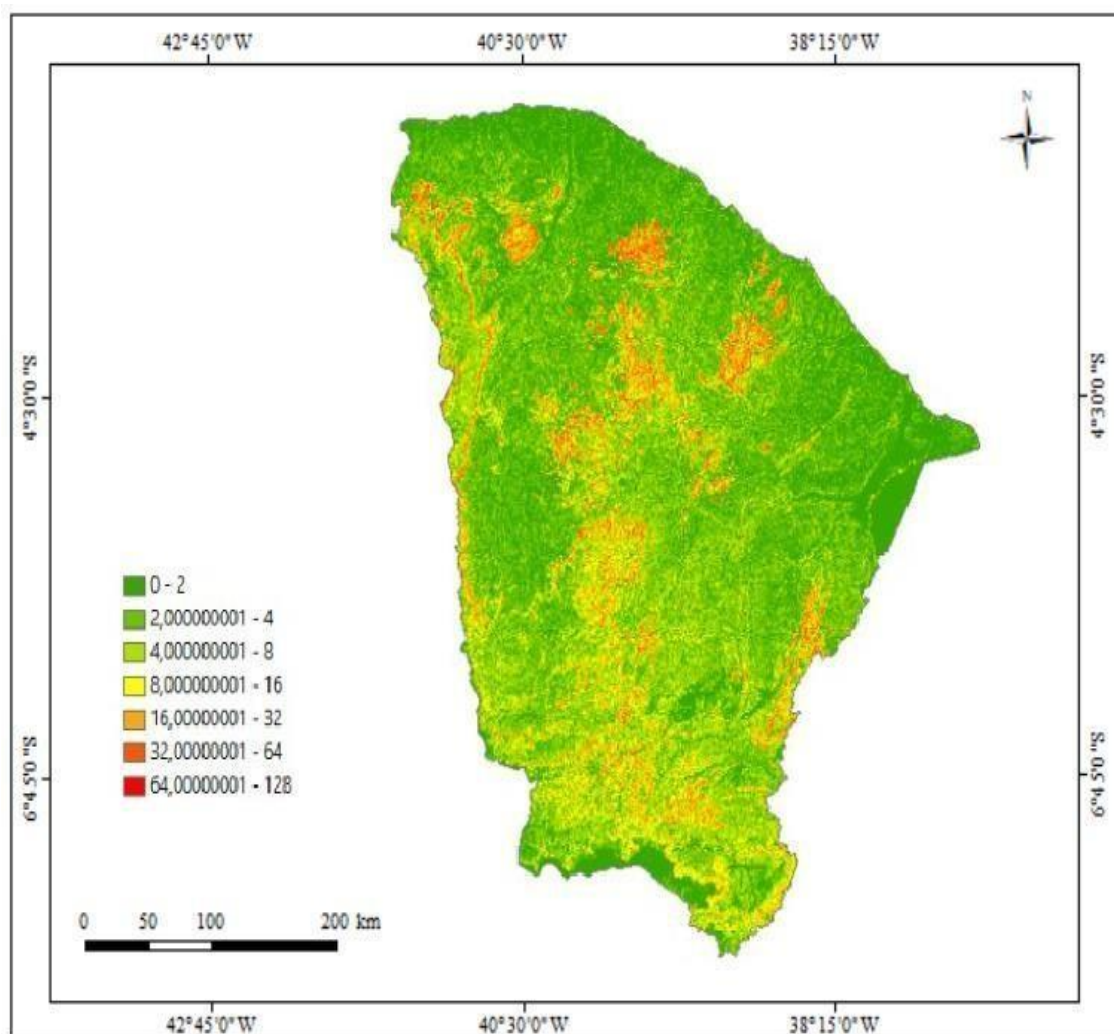 42°45'0"W 40°30'0"W 38°15'0"W
N
4°30'0"S 4°30'0"S
0 - 2
2,000000001 - 4
4,000000001 - 8
8,000000001 - 16
16,00000001 - 32
32,00000001 - 64
64,00000001 - 128
6°45'0"S 6°45'0"S
0 50 100 200 km
42°45'0"W 40°30'0"W 38°15'0"W